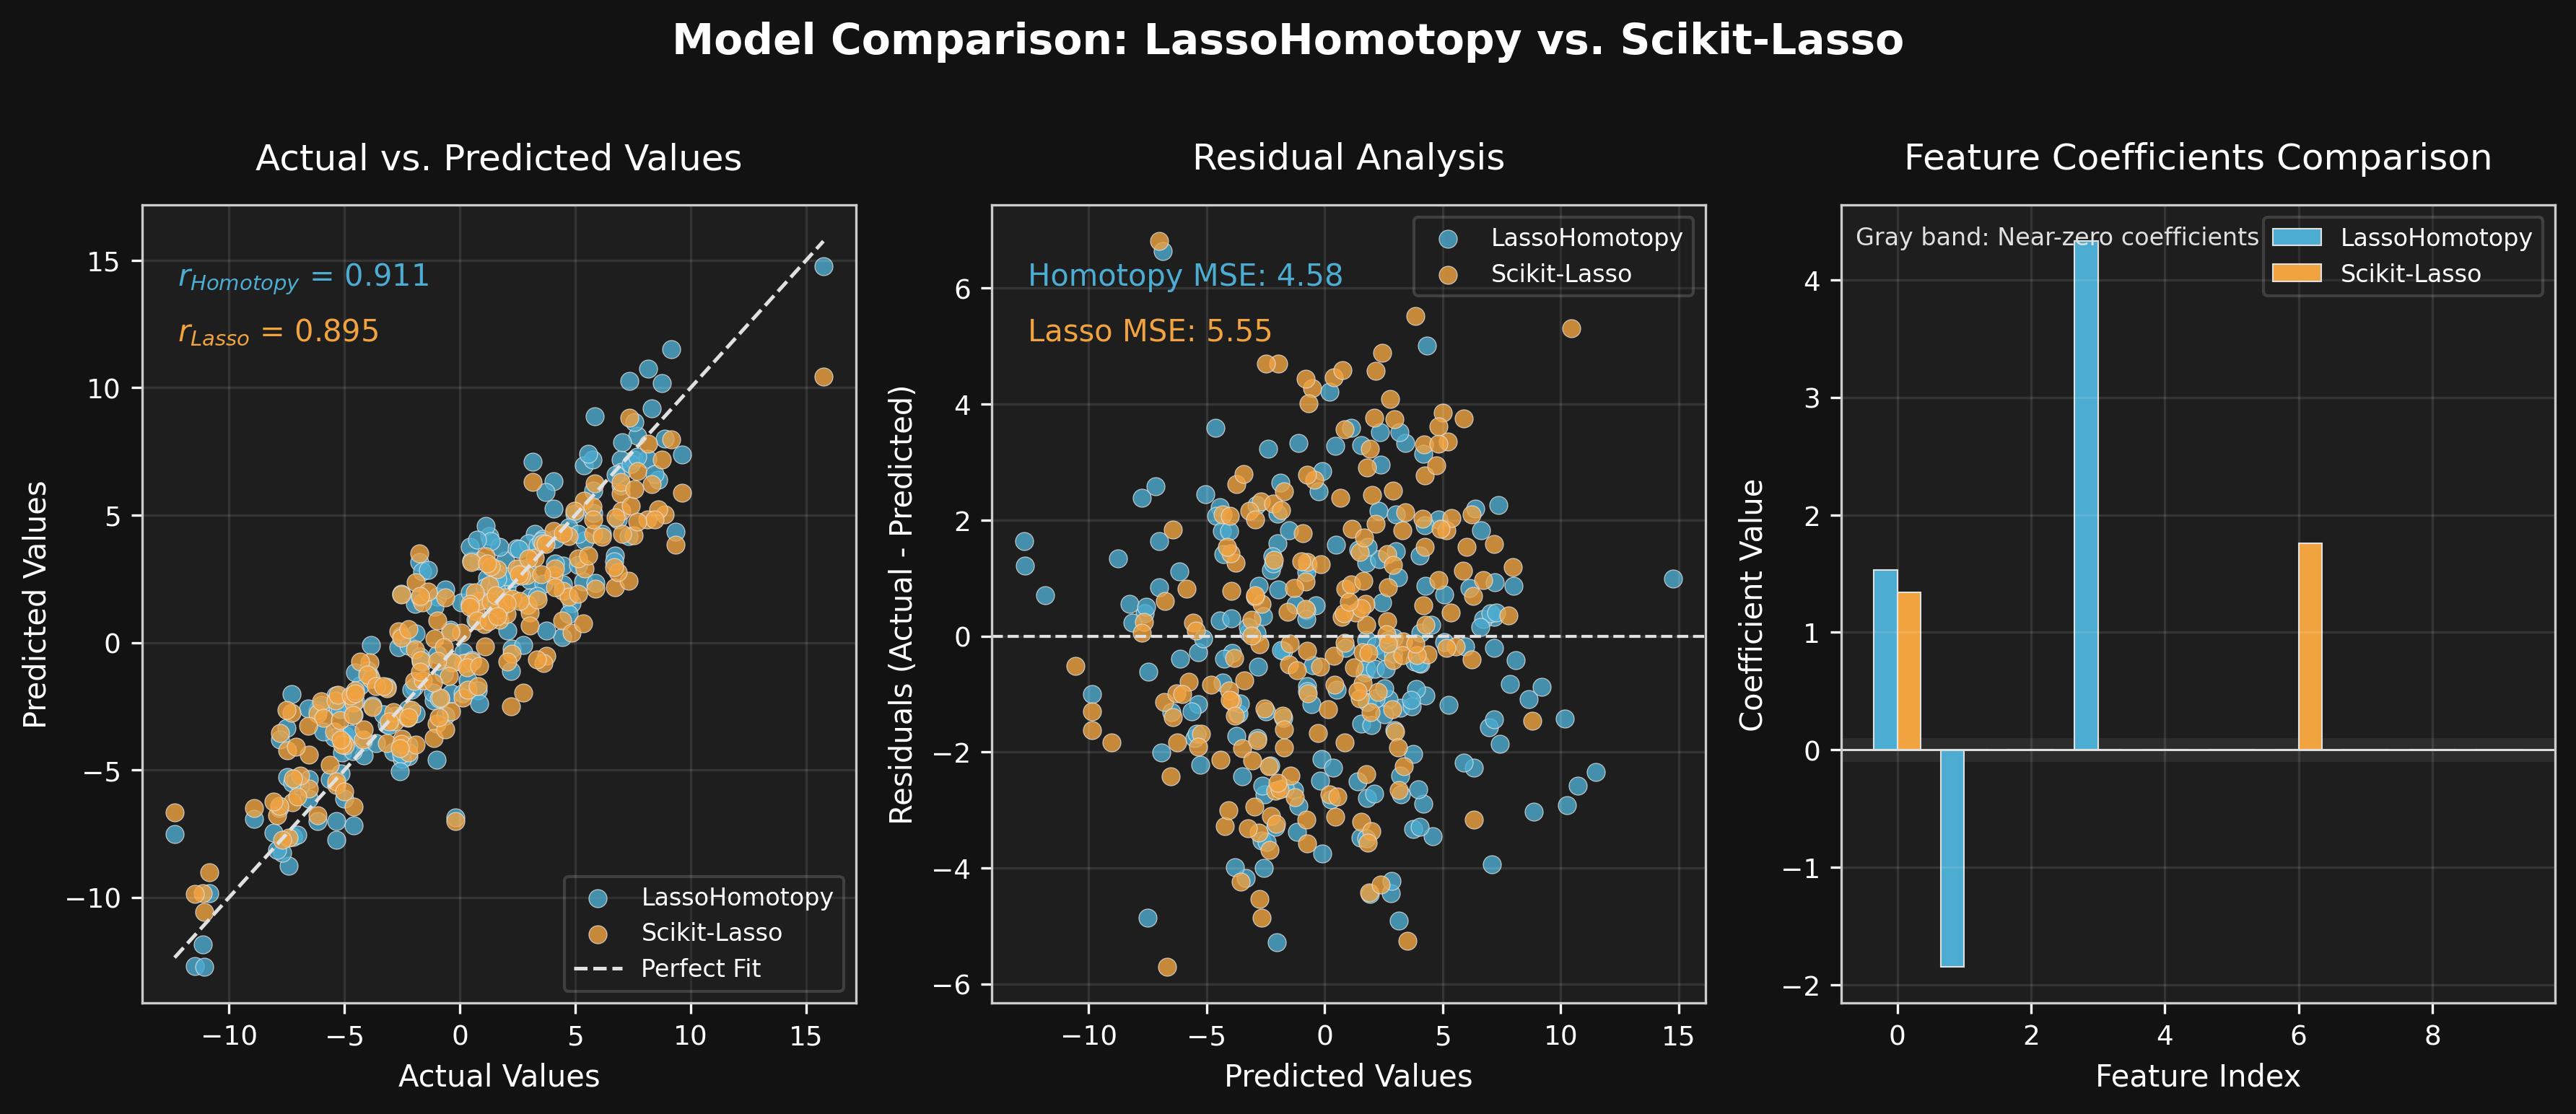 Model Comparison: LassoHomotopy vs. Scikit-Lasso
Actual vs. Predicted Values
r_Homotopy = 0.911
r_Lasso = 0.895
15
10
5
0
−5
−10
Predicted Values
LassoHomotopy
Scikit-Lasso
Perfect Fit
−10 −5 0 5 10 15
Actual Values
Residual Analysis
Homotopy MSE: 4.58
Lasso MSE: 5.55
LassoHomotopy
Scikit-Lasso
6
4
2
0
−2
−4
−6
Residuals (Actual - Predicted)
−10 −5 0 5 10 15
Predicted Values
Feature Coefficients Comparison
Gray band: Near-zero coefficients
LassoHomotopy
Scikit-Lasso
4
3
2
1
0
−1
−2
Coefficient Value
0 2 4 6 8
Feature Index